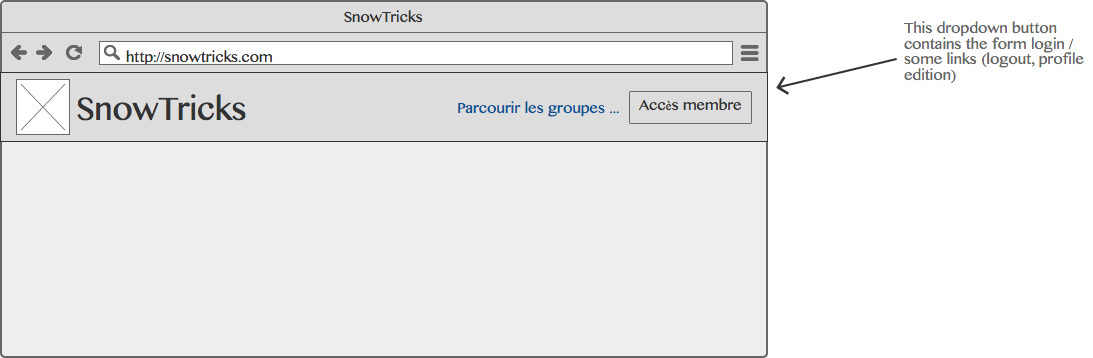 SnowTricks
http://snowtricks.com
SnowTricks
Parcourir les groupes ...
Accès membre
This dropdown button
contains the form login /
some links (logout, profile
edition)